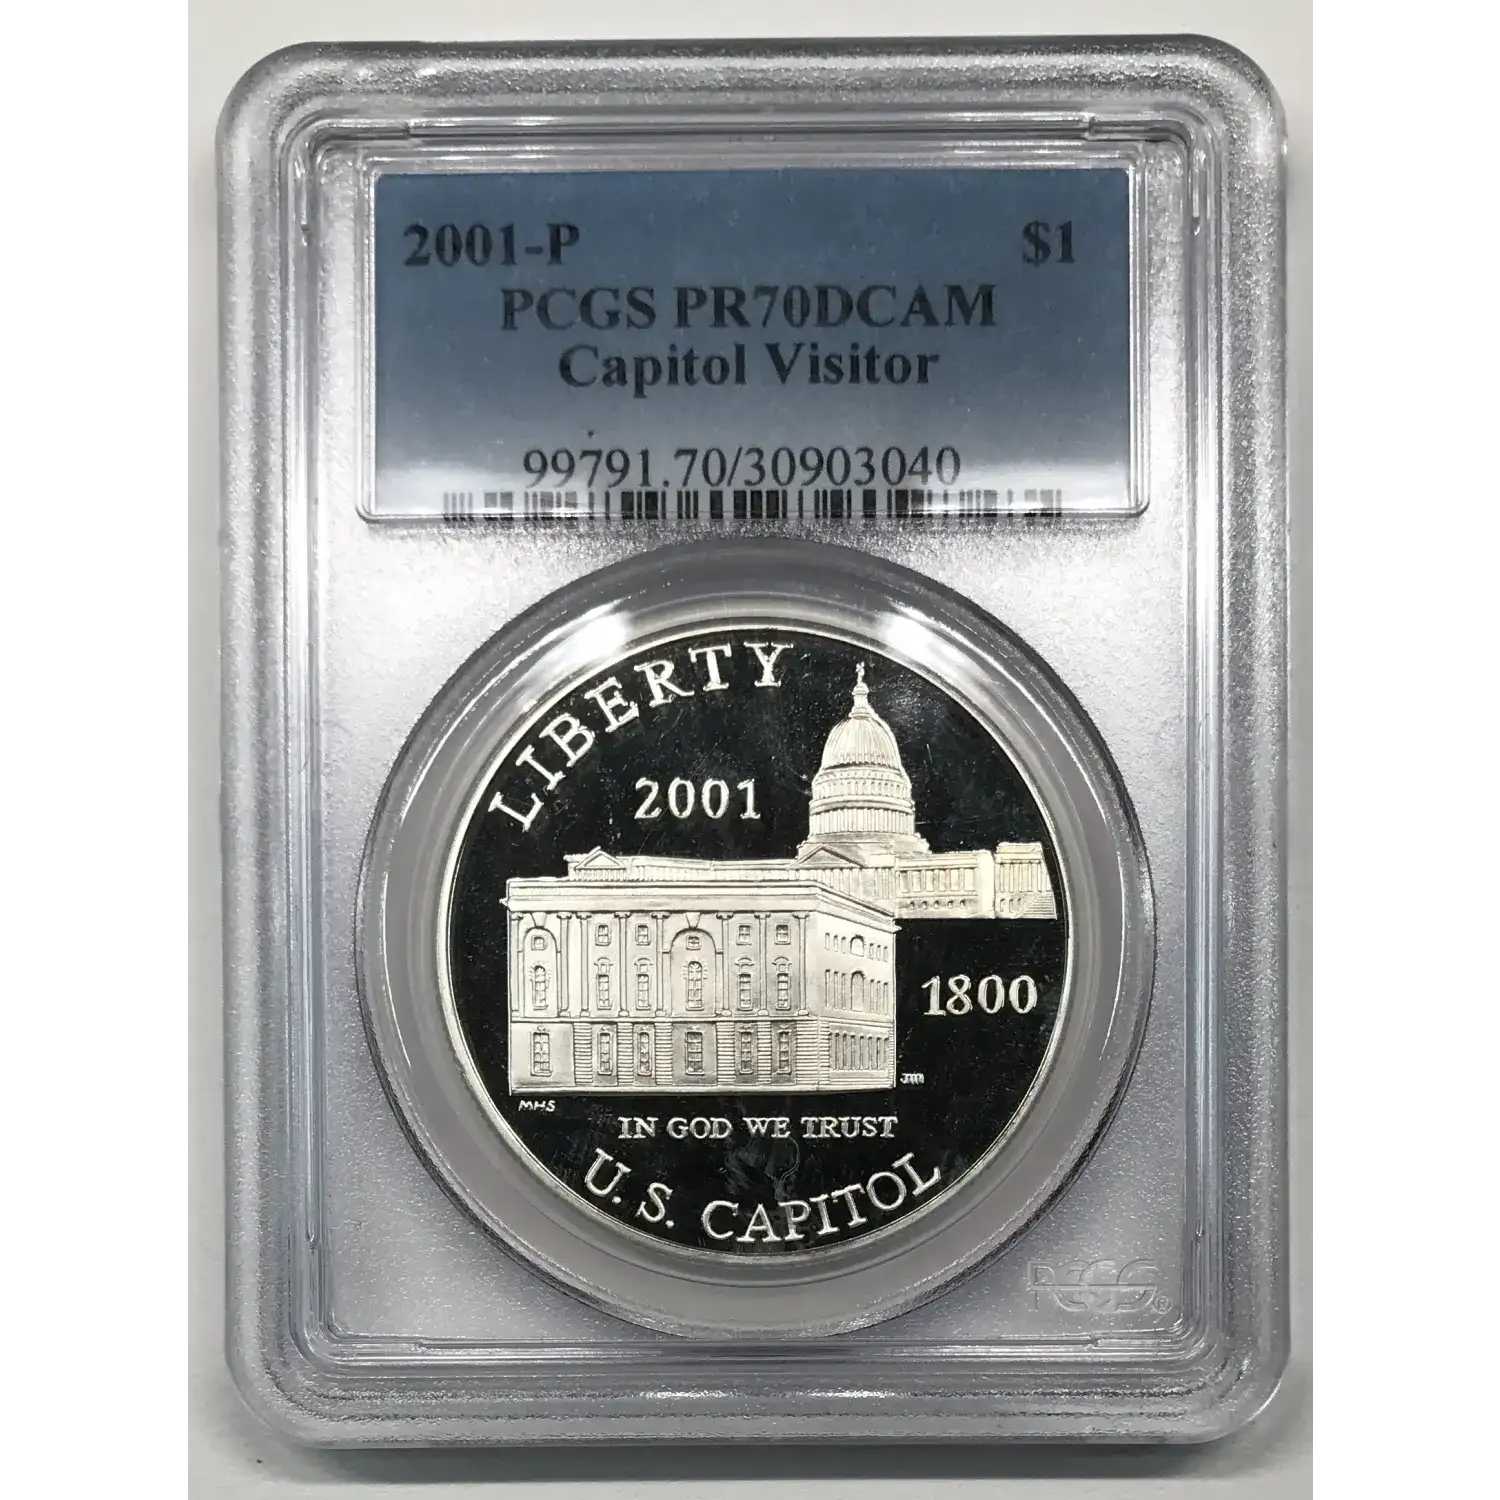 2001-P $1
PCGS PR70DCAM
Capitol Visitor
99791.70/30903040
LIBERTY
2001
1800
JM
MHS
IN GOD WE TRUST
U.S. CAPITOL
PCGS®